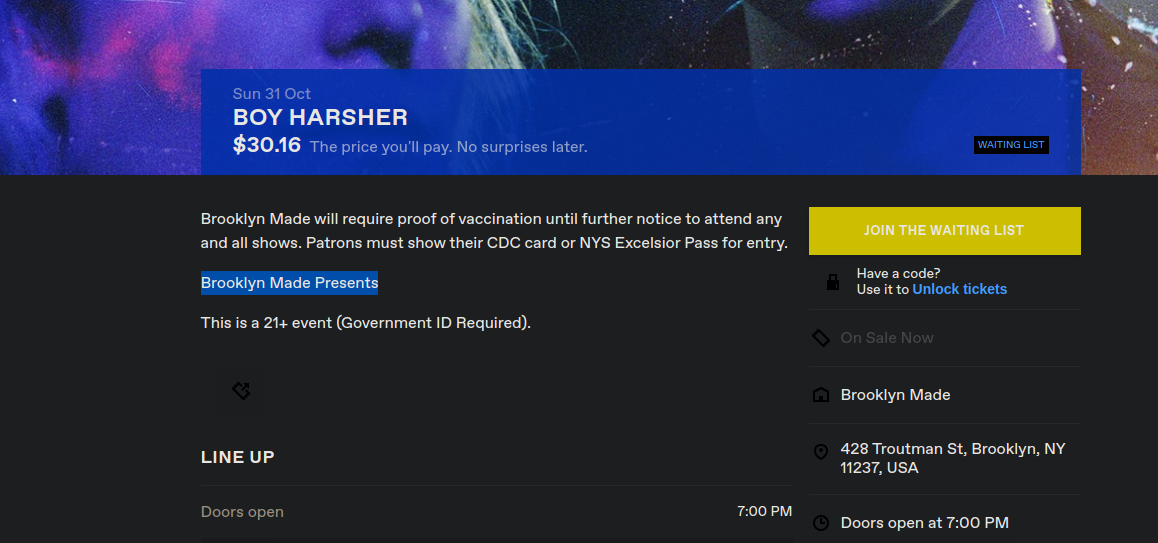 Sun 31 Oct
BOY HARSHER
$30.16 The price you'll pay. No surprises later.
WAITING LIST
Brooklyn Made will require proof of vaccination until further notice to attend any
and all shows. Patrons must show their CDC card or NYS Excelsior Pass for entry.
Brooklyn Made Presents
This is a 21+ event (Government ID Required).
LINE UP
Doors open 7:00 PM
JOIN THE WAITING LIST
Have a code?
Use it to Unlock tickets
On Sale Now
Brooklyn Made
428 Troutman St, Brooklyn, NY
11237, USA
Doors open at 7:00 PM